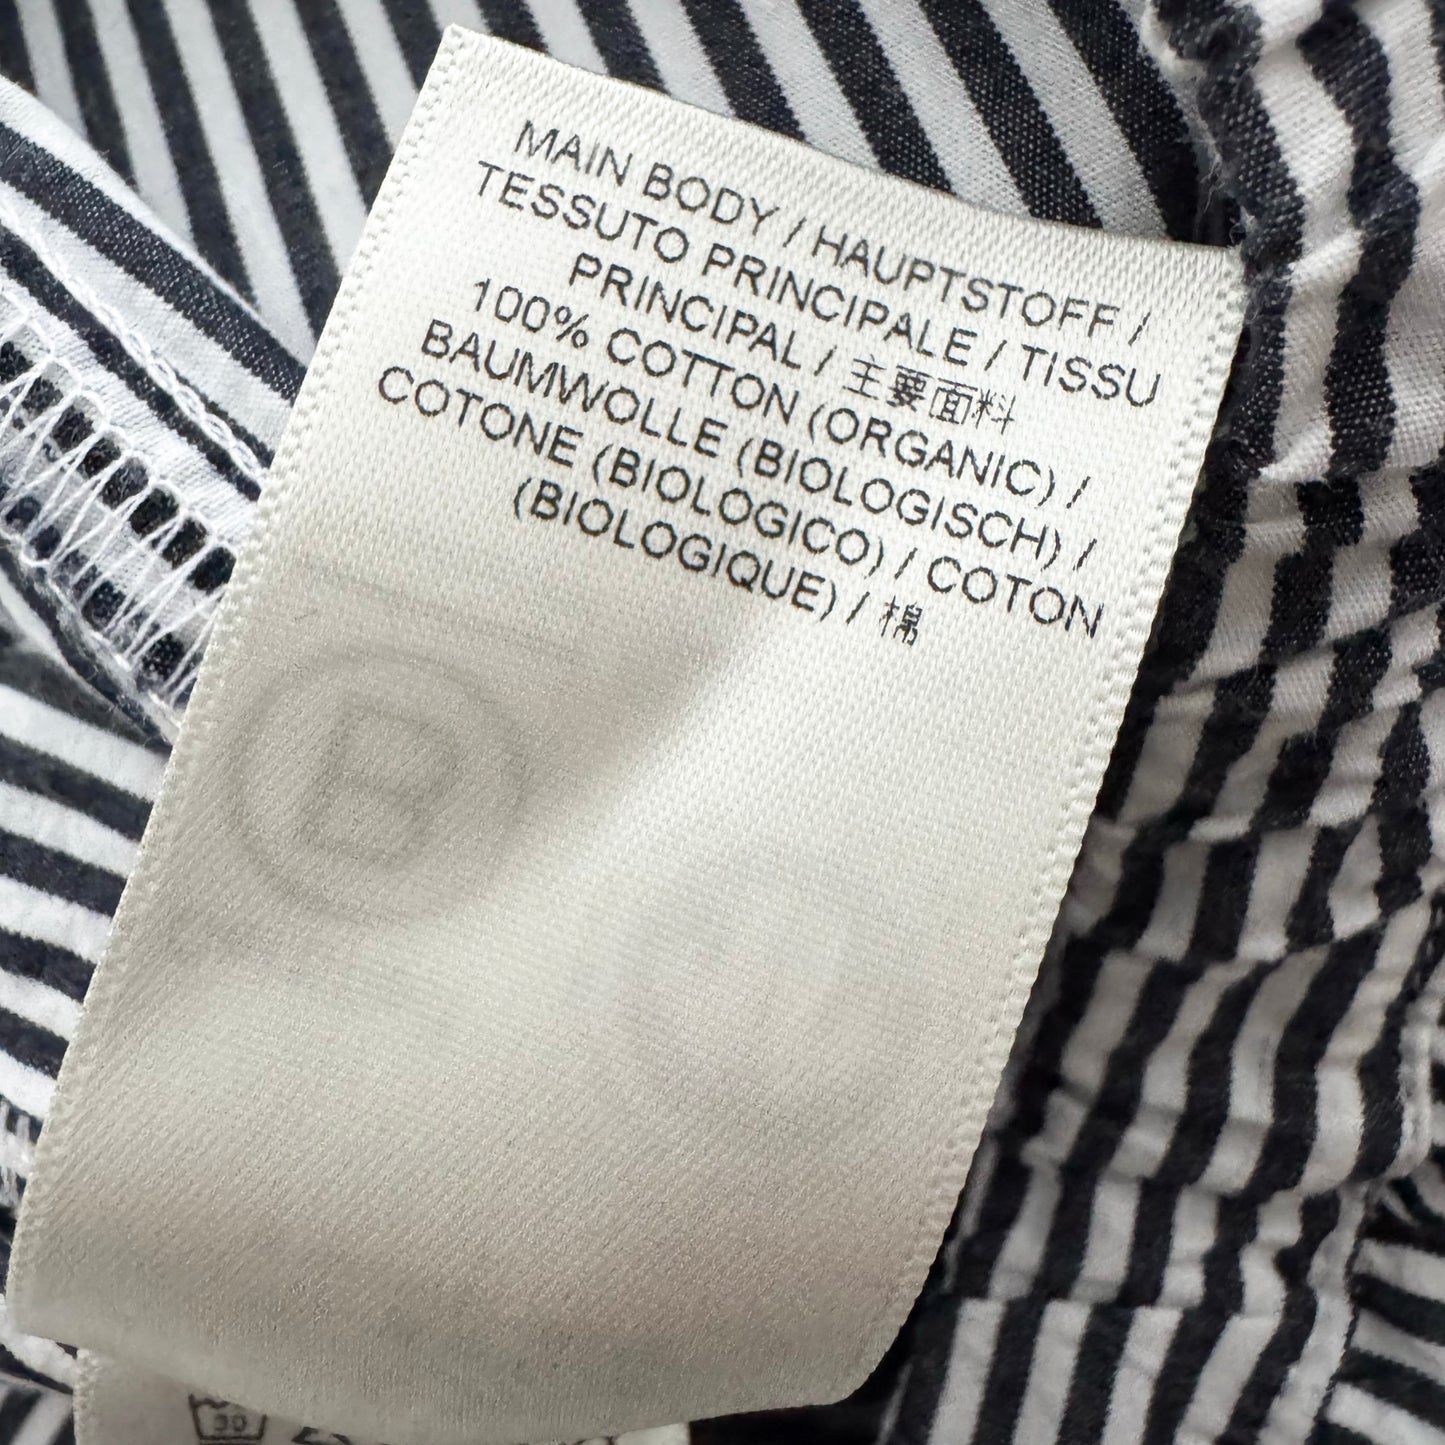 MAIN BODY / HAUPTSTOFF /
TESSUTO PRINCIPALE / TISSU
PRINCIPAL / 主要面料
100% COTTON (ORGANIC) /
BAUMWOLLE (BIOLOGISCH) /
COTONE (BIOLOGICO) / COTON
(BIOLOGIQUE) / 棉
30